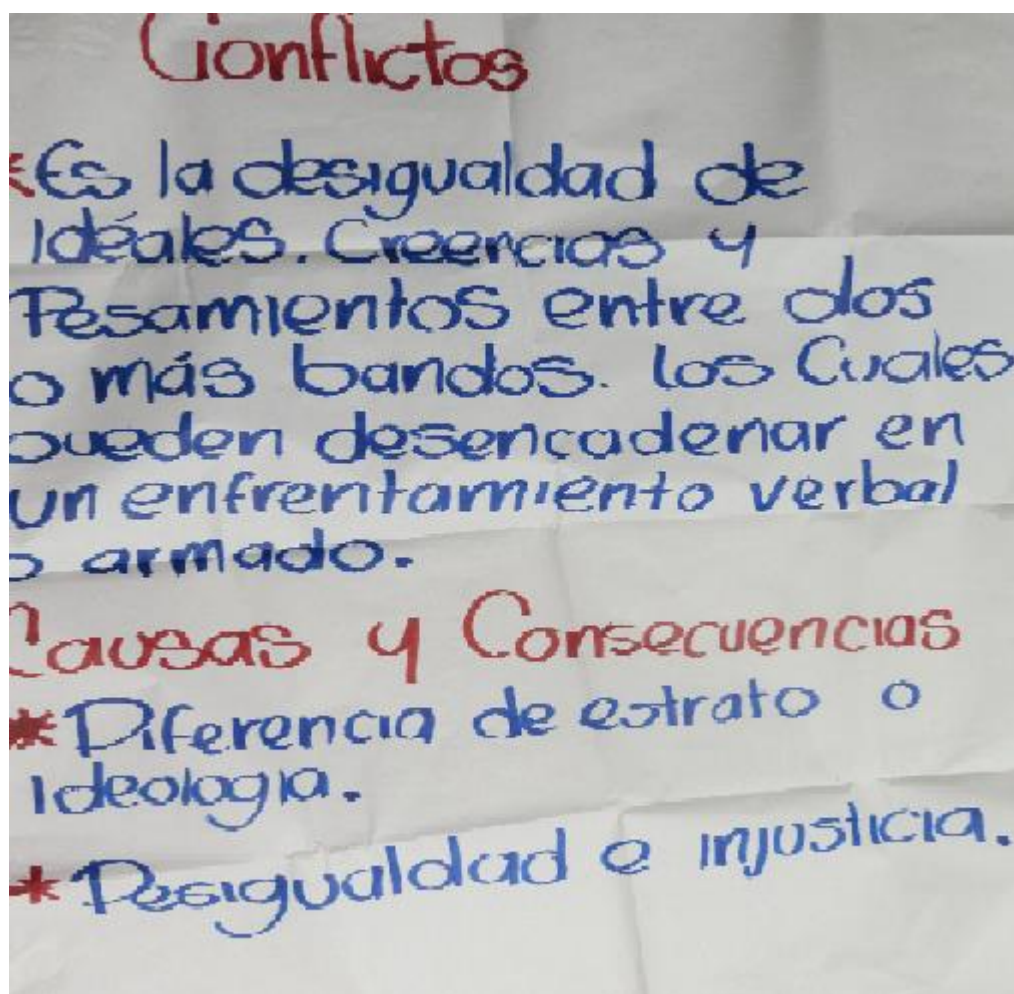 Conflictos
*Es la desigualdad de
Idéales. Creencias y
Pesamientos entre dos
o más bandos. los Cuales
pueden desencadenar en
un enfrentamiento verbal
o armado.
Causas y Consecuencias
*Diferencia de estrato o
Ideologia.
*Desigualdad e injusticia.